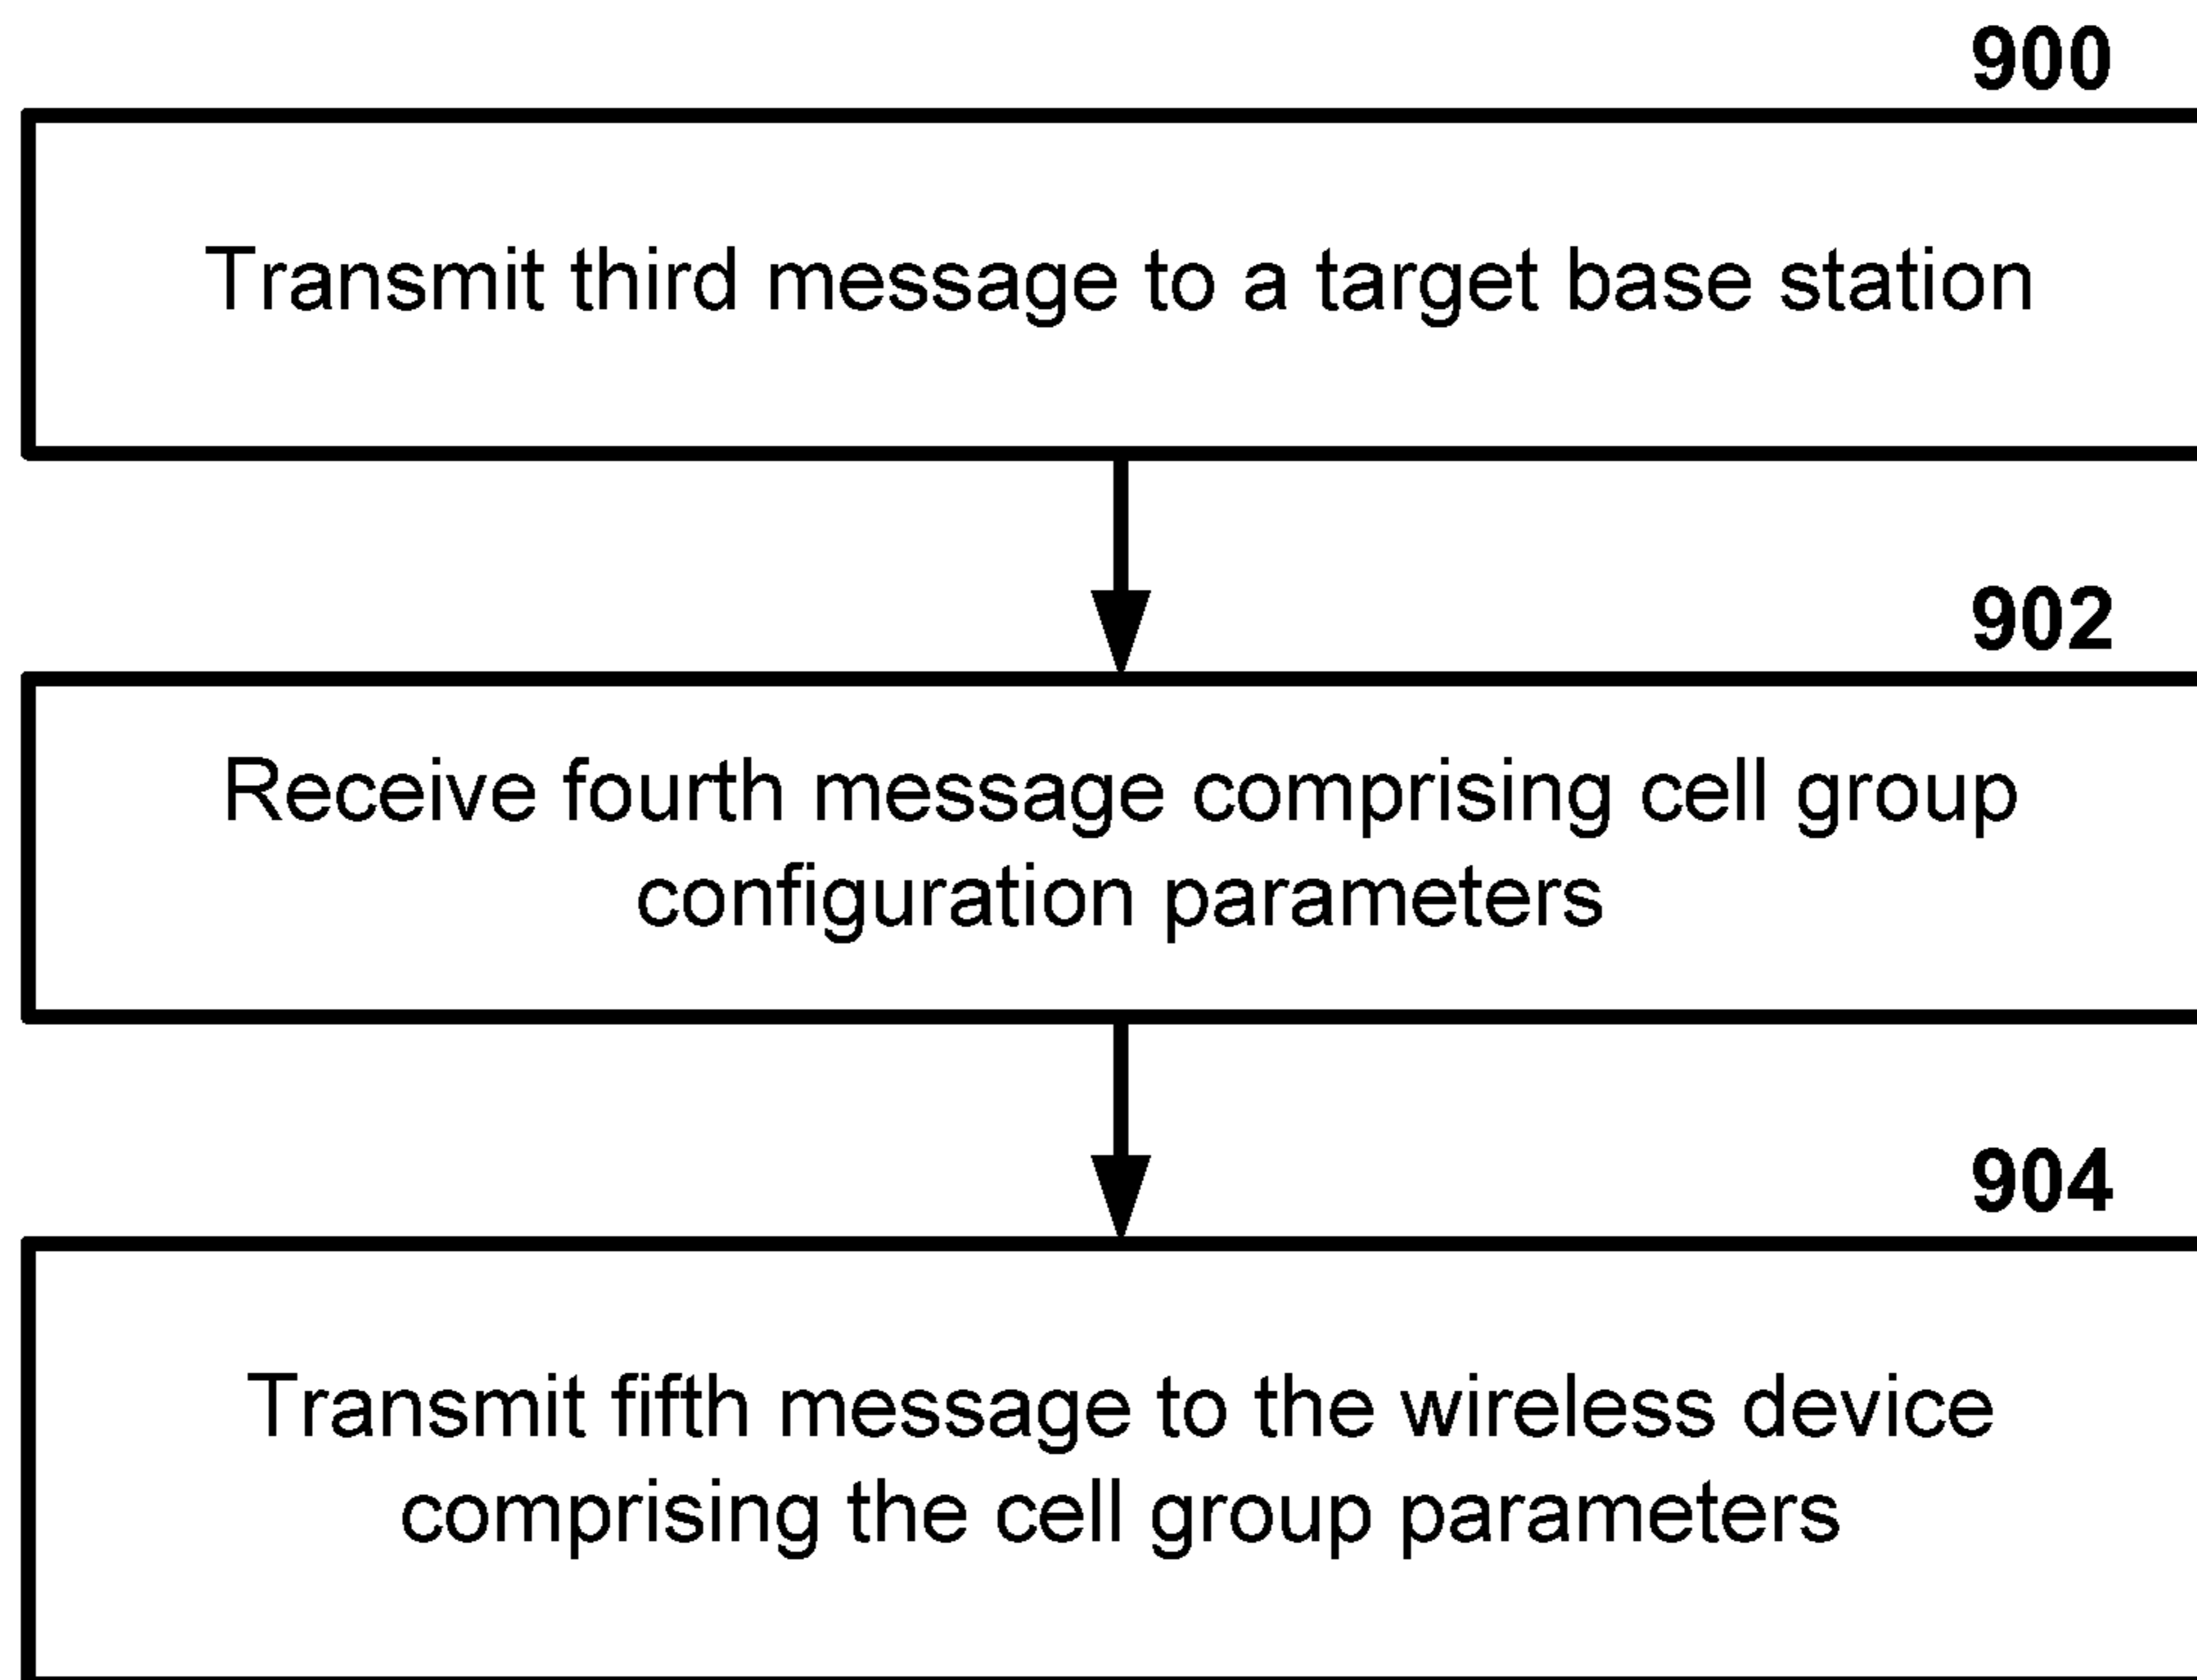 900
Transmit third message to a target base station
902
Receive fourth message comprising cell group
configuration parameters
904
Transmit fifth message to the wireless device
comprising the cell group parameters